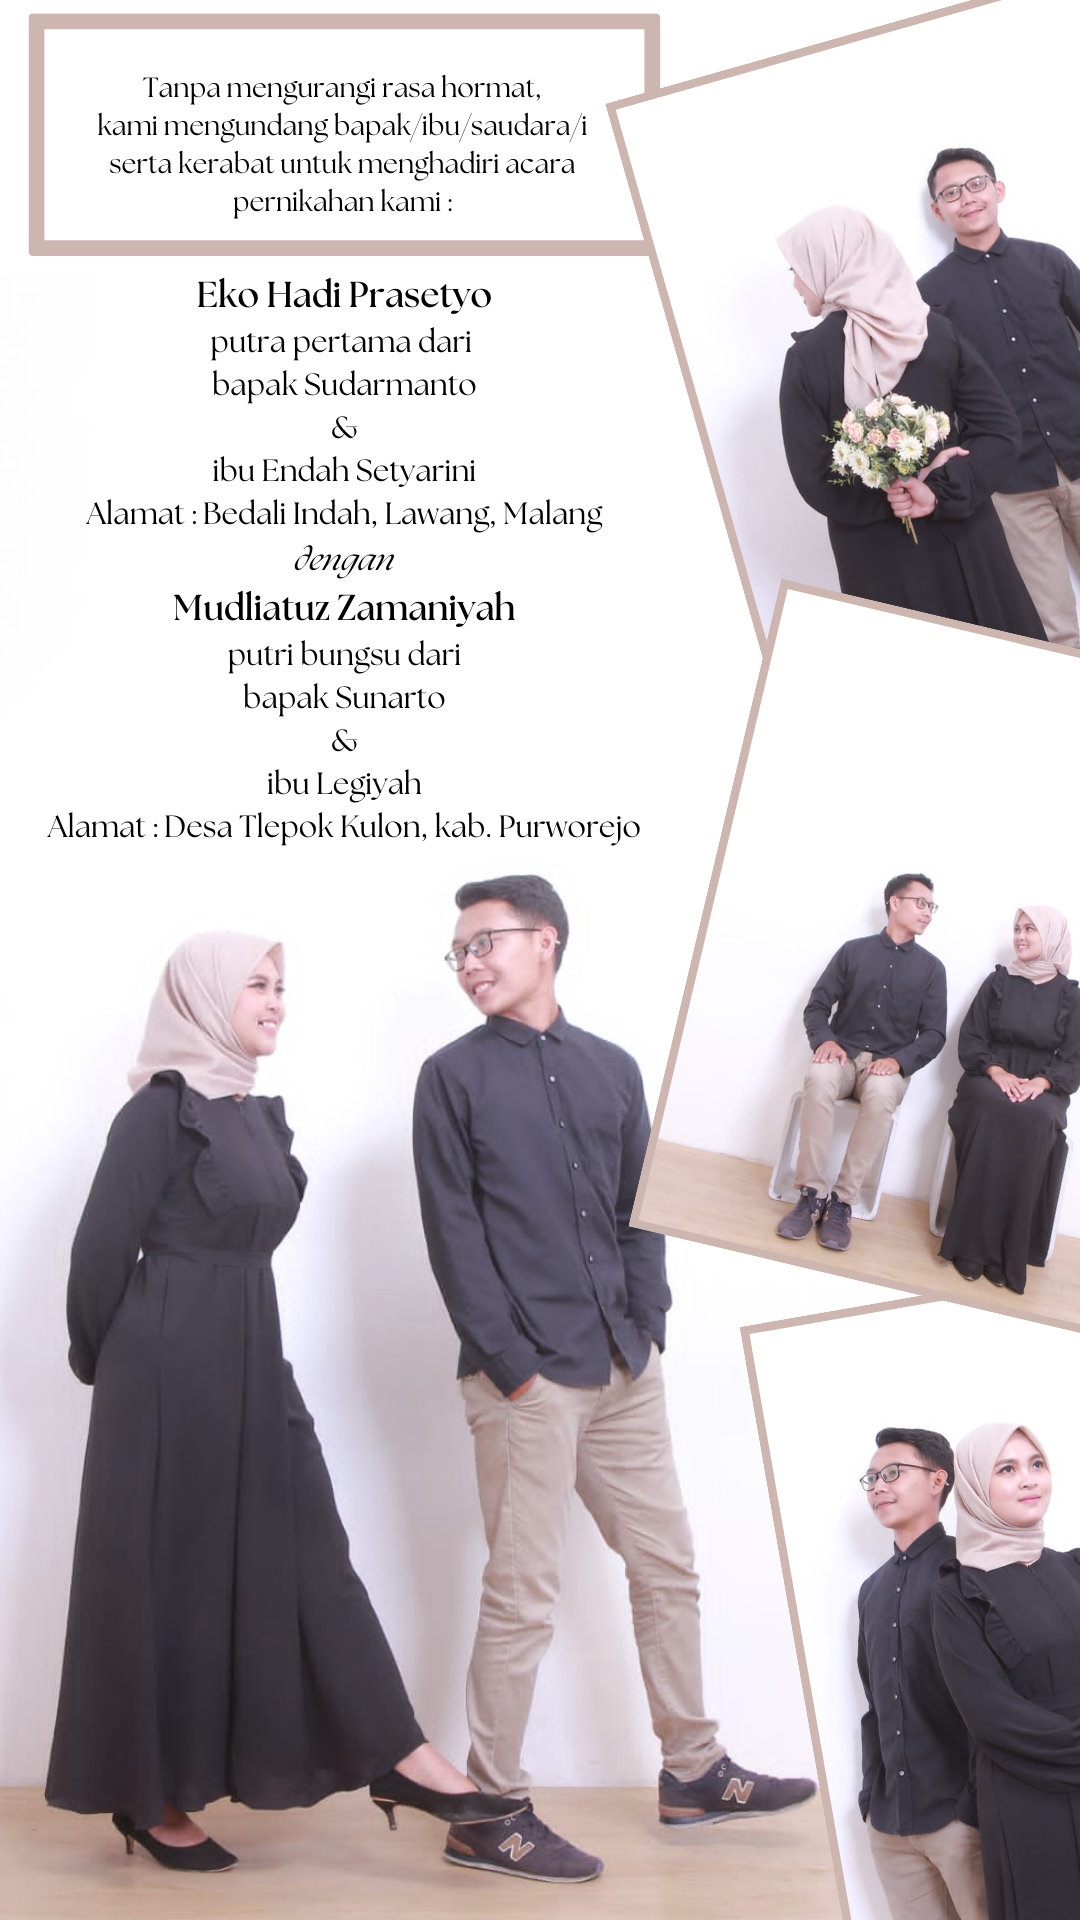 Tanpa mengurangi rasa hormat,
kami mengundang bapak/ibu/saudara/i
serta kerabat untuk menghadiri acara
pernikahan kami :
Eko Hadi Prasetyo
putra pertama dari
bapak Sudarmanto
&
ibu Endah Setyarini
Alamat : Bedali Indah, Lawang, Malang
dengan
Mudliatuz Zamaniyah
putri bungsu dari
bapak Sunarto
&
ibu Legiyah
Alamat : Desa Tlepok Kulon, kab. Purworejo
N
N